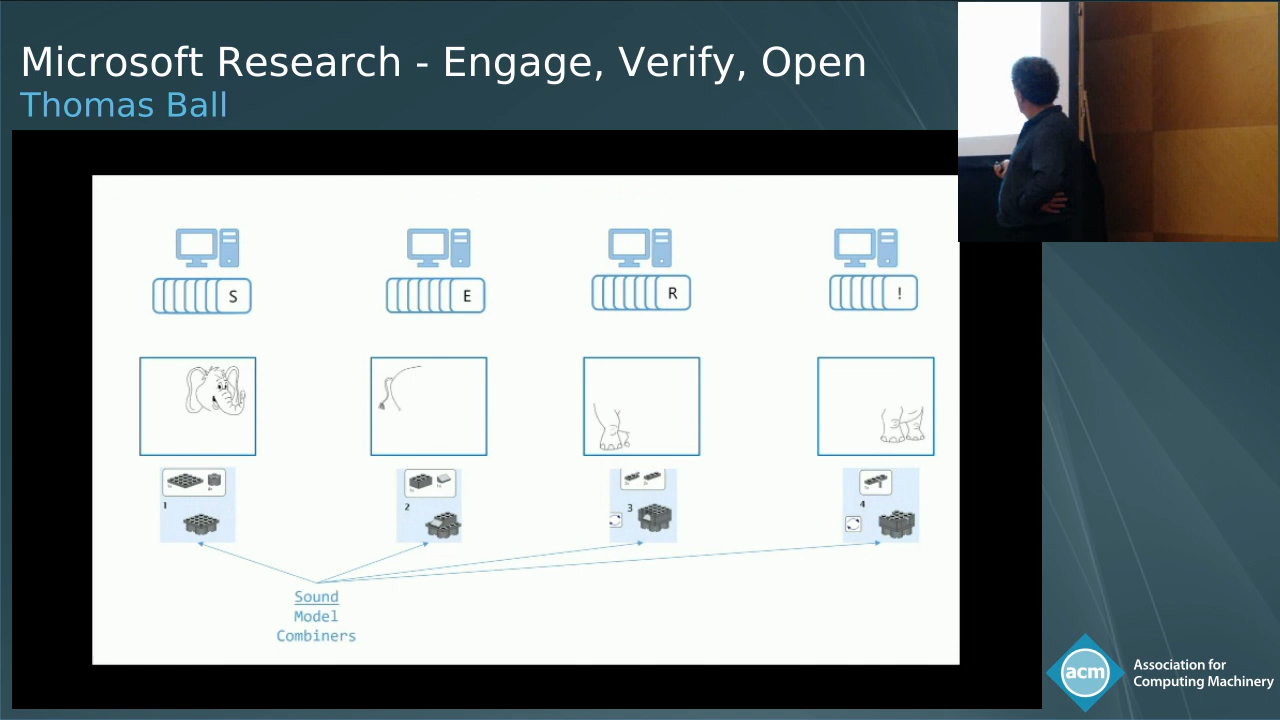 Microsoft Research - Engage, Verify, Open
Thomas Ball
S
E
R
!
1
2
3
4
Sound
Model
Combiners
acm
Association for
Computing Machinery